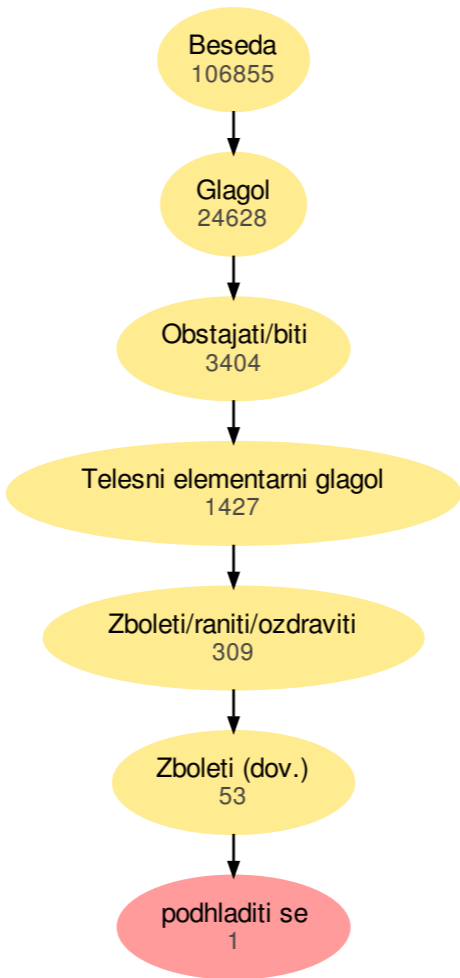 Beseda
106855
Glagol
24628
Obstajati/biti
3404
Telesni elementarni glagol
1427
Zboleti/raniti/ozdraviti
309
Zboleti (dov.)
53
podhladiti se
1